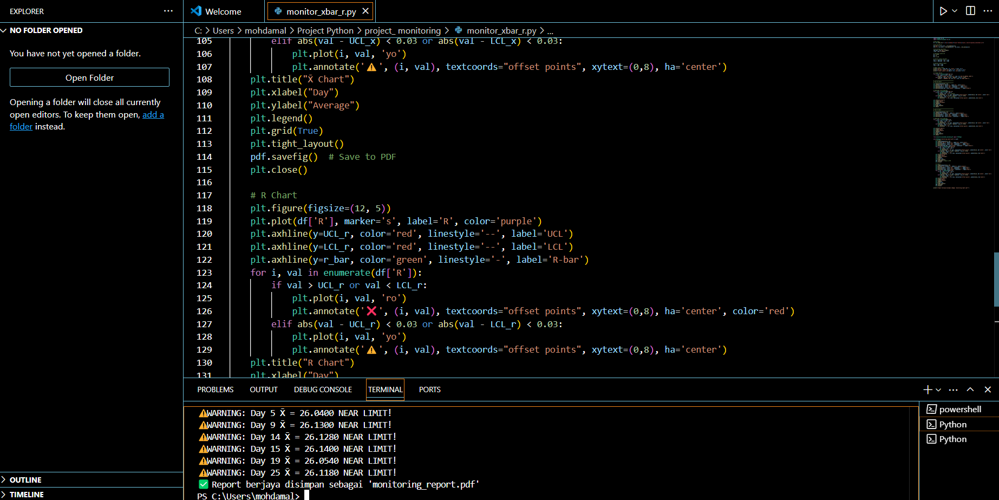 EXPLORER ...
NO FOLDER OPENED
You have not yet opened a folder.
Open Folder
Opening a folder will close all currently
open editors. To keep them open, add a
folder instead.
OUTLINE
TIMELINE
Welcome
monitor_xbar_r.py
C: > Users > mohdamal > Project Python > project_ monitoring > monitor_xbar_r.py > ...
105 elif abs(val - UCL_x) < 0.03 or abs(val - LCL_x) < 0.03:
106 plt.plot(i, val, 'yo')
107 plt.annotate('⚠️', (i, val), textcoords="offset points", xytext=(0,8), ha='center')
108 plt.title("X̄ Chart")
109 plt.xlabel("Day")
110 plt.ylabel("Average")
111 plt.legend()
112 plt.grid(True)
113 plt.tight_layout()
114 pdf.savefig()  # Save to PDF
115 plt.close()
116
117 # R Chart
118 plt.figure(figsize=(12, 5))
119 plt.plot(df['R'], marker='s', label='R', color='purple')
120 plt.axhline(y=UCL_r, color='red', linestyle='--', label='UCL')
121 plt.axhline(y=LCL_r, color='red', linestyle='--', label='LCL')
122 plt.axhline(y=r_bar, color='green', linestyle='-', label='R-bar')
123 for i, val in enumerate(df['R']):
124 if val > UCL_r or val < LCL_r:
125 plt.plot(i, val, 'ro')
126 plt.annotate('❌', (i, val), textcoords="offset points", xytext=(0,8), ha='center', color='red')
127 elif abs(val - UCL_r) < 0.03 or abs(val - LCL_r) < 0.03:
128 plt.plot(i, val, 'yo')
129 plt.annotate('⚠️', (i, val), textcoords="offset points", xytext=(0,8), ha='center')
130 plt.title("R Chart")
131 plt.xlabel("Day")
PROBLEMS OUTPUT DEBUG CONSOLE TERMINAL PORTS
⚠️WARNING: Day 5 X̄ = 26.0400 NEAR LIMIT!
⚠️WARNING: Day 9 X̄ = 26.1300 NEAR LIMIT!
⚠️WARNING: Day 14 X̄ = 26.1280 NEAR LIMIT!
⚠️WARNING: Day 15 X̄ = 26.1400 NEAR LIMIT!
⚠️WARNING: Day 19 X̄ = 26.0540 NEAR LIMIT!
⚠️WARNING: Day 25 X̄ = 26.1180 NEAR LIMIT!
✅ Report berjaya disimpan sebagai 'monitoring_report.pdf'
PS C:\Users\mohdamal>
powershell
Python
Python